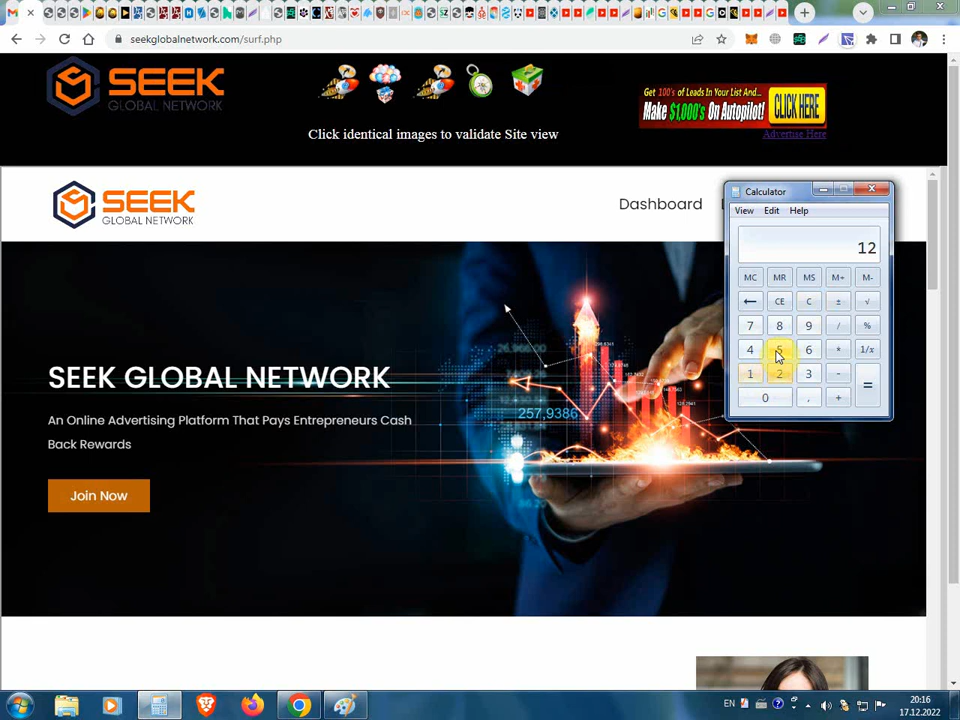 seekglobalnetwork.com/surf.php
SEEK
GLOBAL NETWORK
Click identical images to validate Site view
Get 100's of Leads In Your List And...
Make $1,000's On Autopilot!
CLICK HERE
Advertise Here
SEEK
GLOBAL NETWORK
Dashboard
Calculator
View Edit Help
12
MC MR MS M+ M-
← CE C ± √
7 8 9 / %
4 5 6 * 1/x
1 2 3 - =
0 , +
SEEK GLOBAL NETWORK
An Online Advertising Platform That Pays Entrepreneurs Cash
Back Rewards
Join Now
257,9386
EN
20:16
17.12.2022